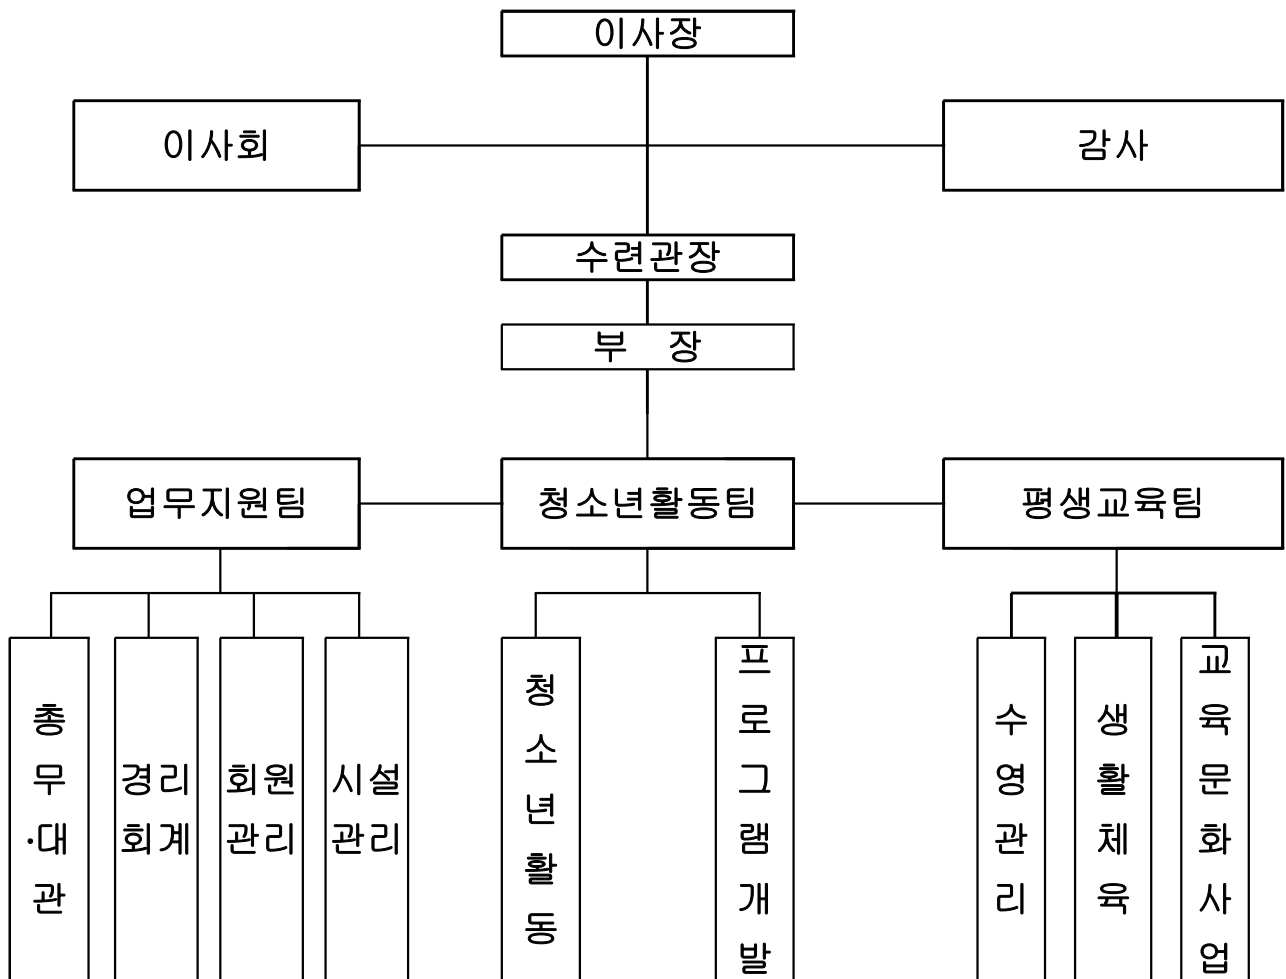 이사장
이사회
감사
수련관장
부 장
업무지원팀
청소년활동팀
평생교육팀
총
무
·대
관
경리
회계
회원
관리
시설
관리
청
소
년
활
동
프
로
그
램
개
발
수
영
관
리
생
활
체
육
교
육
문
화
사
업